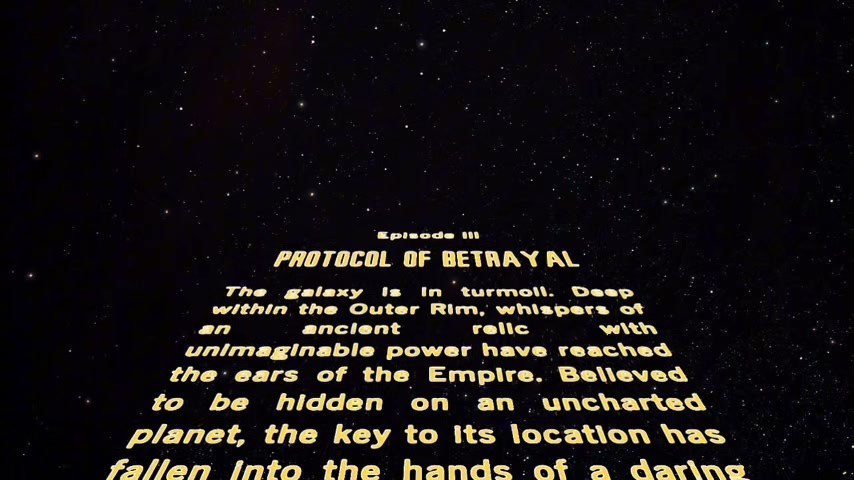 Episode III
PROTOCOL OF BETRAYAL
The galaxy is in turmoil. Deep
within the Outer Rim, whispers of
an ancient relic with
unimaginable power have reached
the ears of the Empire. Believed
to be hidden on an uncharted
planet, the key to its location has
fallen into the hands of a daring